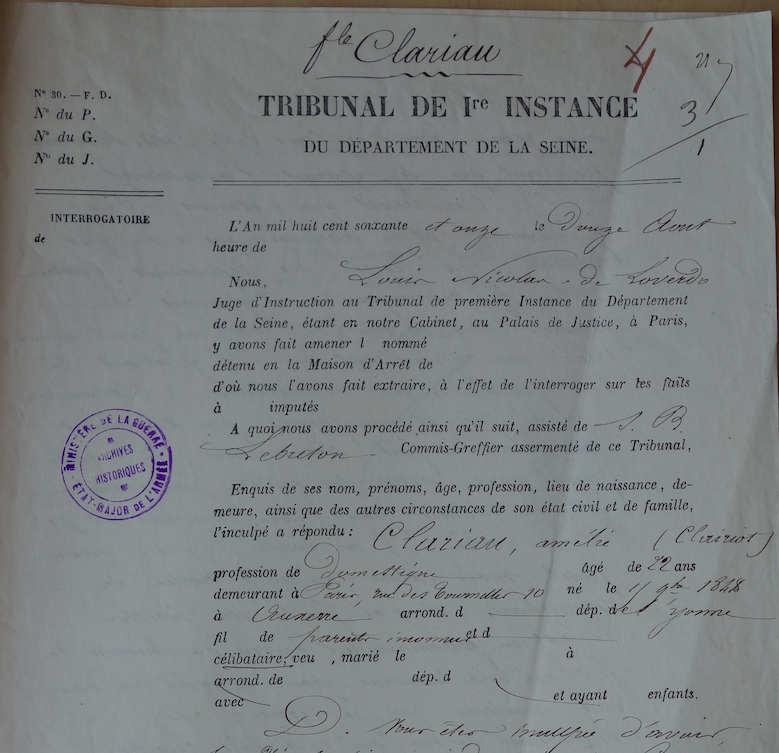 fle Clariau
4
217
3/1
N° 30. — F. D.
N° du P.
N° du G.
N° du J.
TRIBUNAL DE Ire INSTANCE
DU DÉPARTEMENT DE LA SEINE.
INTERROGATOIRE
de
L'An mil huit cent soixante et onze le Douze Aout
heure de
Nous, Louis Nicolas de Loverdo
Juge d'Instruction au Tribunal de première Instance du Département
de la Seine, étant en notre Cabinet, au Palais de Justice, à Paris,
y avons fait amener l nommé
détenu en la Maison d'Arrêt de
d'où nous l'avons fait extraire, à l'effet de l'interroger sur les faits
à imputés
A quoi nous avons procédé ainsi qu'il suit, assisté de J. B.
Lebreton Commis-Greffier assermenté de ce Tribunal,
MINISTÈRE DE LA GUERRE
ARCHIVES
HISTORIQUES
ÉTAT-MAJOR DE L'ARMÉE
Enquis de ses nom, prénoms, âge, profession, lieu de naissance, de-
meure, ainsi que des autres circonstances de son état civil et de famille,
l'inculpé a répondu : Clariau, amélie (Clairiot)
profession de Domestique âgé de 22 ans
demeurant à Paris, rue des Tournelles 10 né le 9bre 1848
à Auxerre arrond. d dép. de l'Yonne
fil de parents inconnus et d
célibataire, veu , marié le à
arrond. de dép. d
avec et ayant enfants.
D. Vous êtes inculpée d'avoir